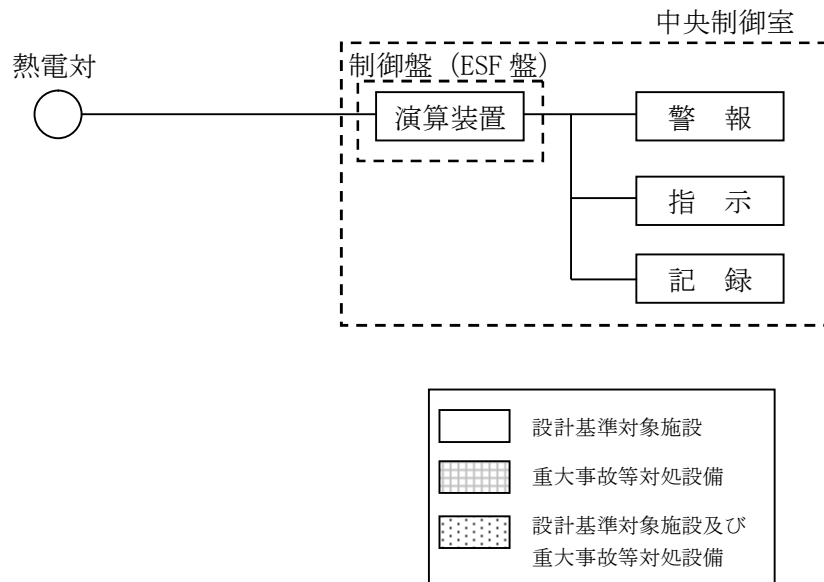 中央制御室
熱電対
制御盤（ESF 盤）
演算装置
警　報
指　示
記　録
設計基準対象施設
重大事故等対処設備
設計基準対象施設及び
重大事故等対処設備